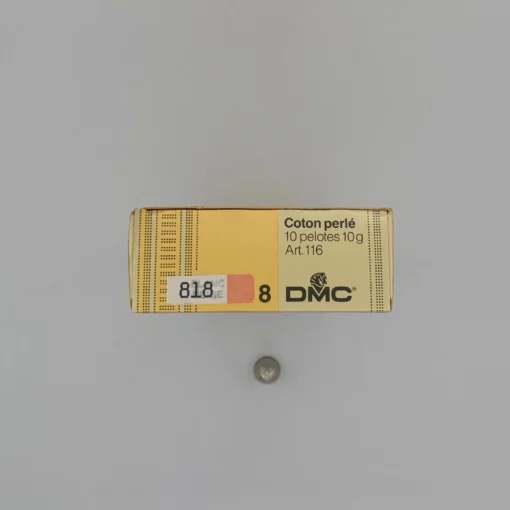 Coton perlé
10 pelotes 10g
Art.116
818
8
DMC